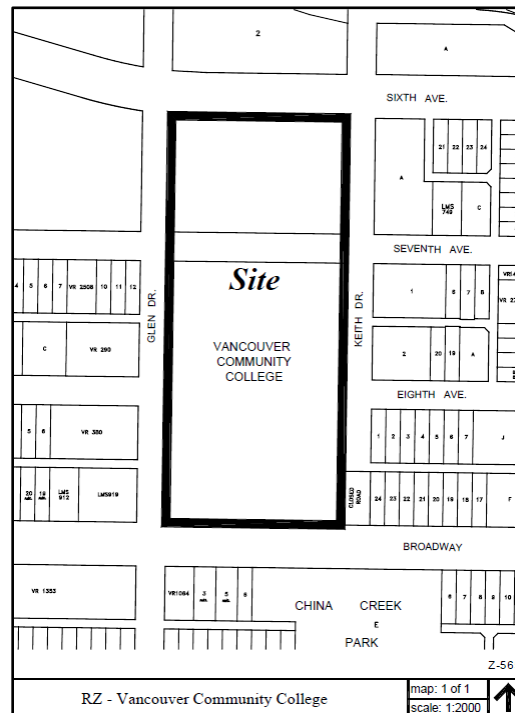 2
A
SIXTH AVE.
21 22 23 24
A
LMS
749
C
SEVENTH AVE.
4 5 6 7 VR 2508 10 11 12
Site
1 6 7 8
GLEN DR.
KEITH DR.
C VR 290
VANCOUVER
COMMUNITY
COLLEGE
2 20 19 A
EIGHTH AVE.
5 6 VR 380
1 2 3 4 5 6 7 J
20 19 LMS
912
LMS919
CLOSED
ROAD
24 23 22 21 20 19 18 17 F
BROADWAY
VR 1353
VR1064 3 5 6
CHINA CREEK
E
PARK
6 7 8 9 10
Z-56
RZ - Vancouver Community College
map: 1 of 1
scale: 1:2000